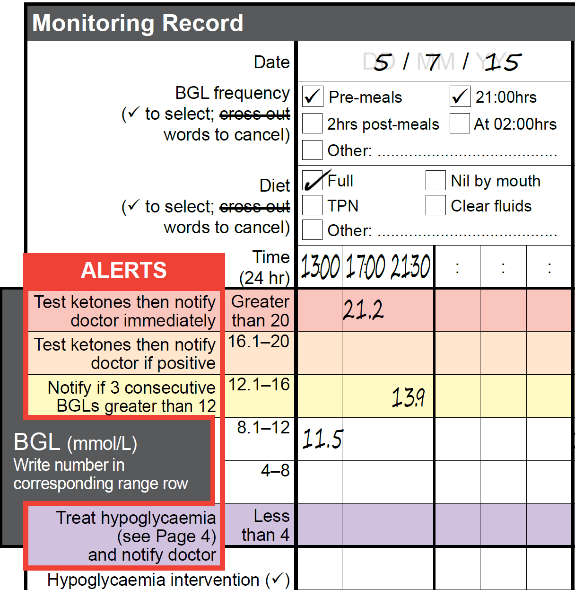 Monitoring Record
Date DD / MM / YY 5 / 7 / 15
BGL frequency
(✓ to select; cross out
words to cancel)
✓ Pre-meals ✓ 21:00hrs
2hrs post-meals At 02:00hrs
Other: ........................................
Diet
(✓ to select; cross out
words to cancel)
✓ Full Nil by mouth
TPN Clear fluids
Other: ........................................
Time
(24 hr)
1300 1700 2130 : : :
ALERTS
Test ketones then notify
doctor immediately
Greater
than 20
21.2
Test ketones then notify
doctor if positive
16.1–20
Notify if 3 consecutive
BGLs greater than 12
12.1–16
13.9
BGL (mmol/L)
Write number in
corresponding range row
8.1–12
11.5
4–8
Treat hypoglycaemia
(see Page 4)
and notify doctor
Less
than 4
Hypoglycaemia intervention (✓)